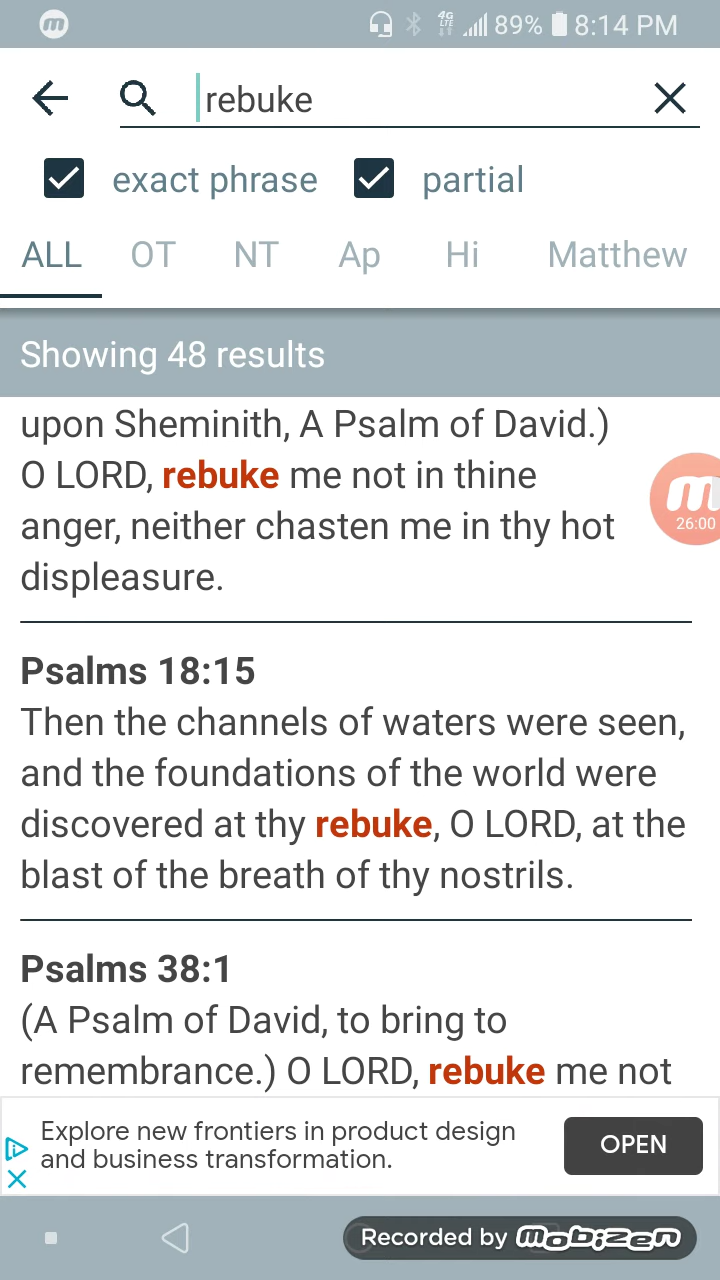 m 4G LTE 89% 8:14 PM
rebuke
exact phrase partial
ALL OT NT Ap Hi Matthew
Showing 48 results
upon Sheminith, A Psalm of David.)
O LORD, rebuke me not in thine
anger, neither chasten me in thy hot
displeasure.
m
26:00
Psalms 18:15
Then the channels of waters were seen,
and the foundations of the world were
discovered at thy rebuke, O LORD, at the
blast of the breath of thy nostrils.
Psalms 38:1
(A Psalm of David, to bring to
remembrance.) O LORD, rebuke me not
Explore new frontiers in product design
and business transformation.
OPEN
Recorded by mobizen